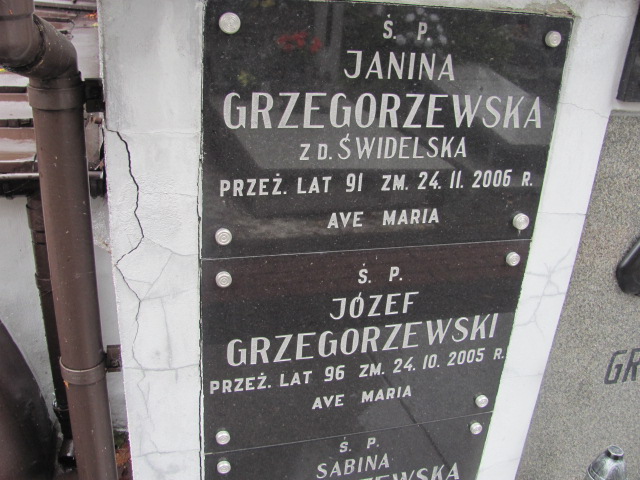 Ś. P.
JANINA
GRZEGORZEWSKA
Z D. ŚWIDELSKA
PRZEŻ. LAT 91 ZM. 24. 11. 2006 R.
AVE MARIA
Ś. P.
JÓZEF
GRZEGORZEWSKI
PRZEŻ. LAT 96 ZM. 24. 10. 2005 R.
AVE MARIA
Ś. P.
SABINA